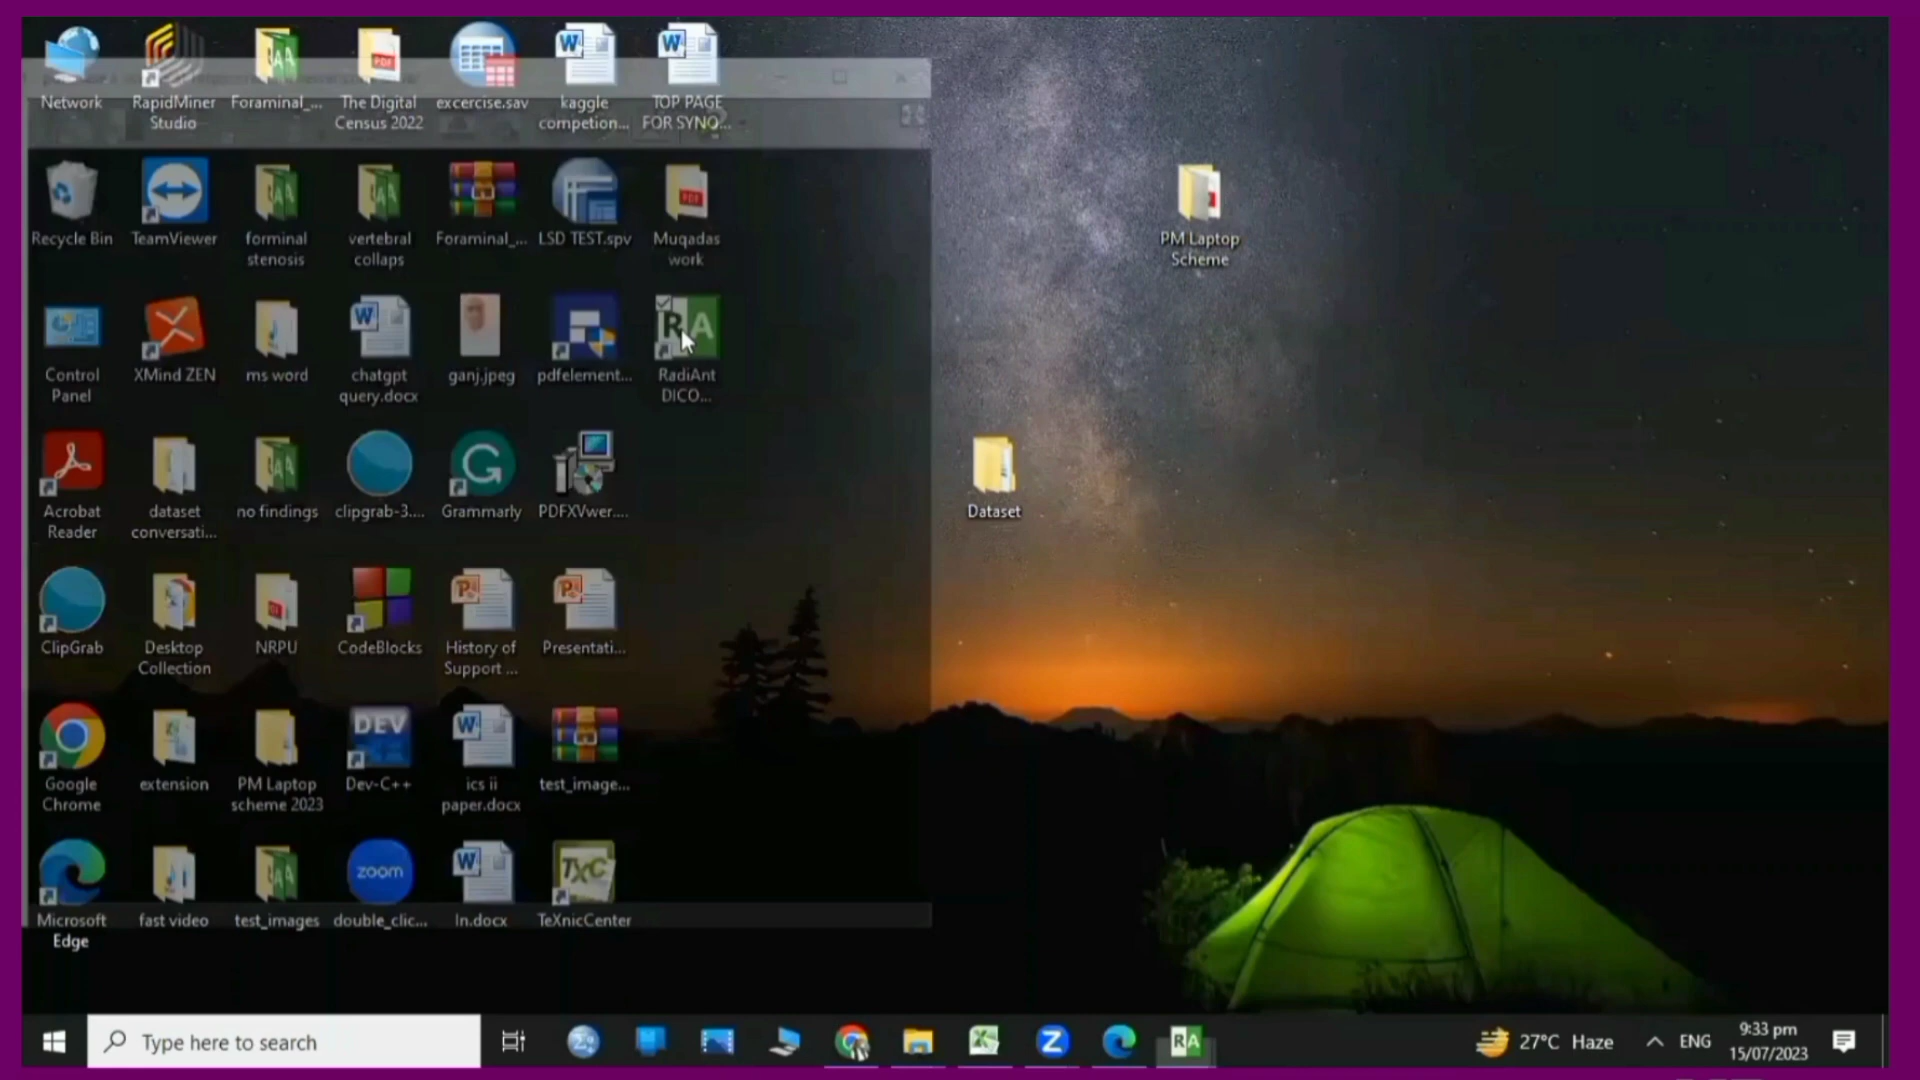 Network
RapidMiner
Studio
Foraminal_...
The Digital
Census 2022
excercise.sav
kaggle
competion...
TOP PAGE
FOR SYNO...
Recycle Bin
TeamViewer
forminal
stenosis
vertebral
collaps
Foraminal_...
LSD TEST.spv
Muqadas
work
PM Laptop
Scheme
Control
Panel
XMind ZEN
ms word
chatgpt
query.docx
ganj.jpeg
pdfelement...
RadiAnt
DICO...
Acrobat
Reader
dataset
conversati...
no findings
clipgrab-3....
Grammarly
PDFXVwer....
Dataset
ClipGrab
Desktop
Collection
NRPU
CodeBlocks
History of
Support ...
Presentati...
Google
Chrome
extension
PM Laptop
scheme 2023
DEV
Dev-C++
ics ii
paper.docx
test_image...
Microsoft
Edge
fast video
test_images
zoom
double_clic...
In.docx
TXC
TeXnicCenter
Type here to search
RA
27°C Haze
ENG
9:33 pm
15/07/2023